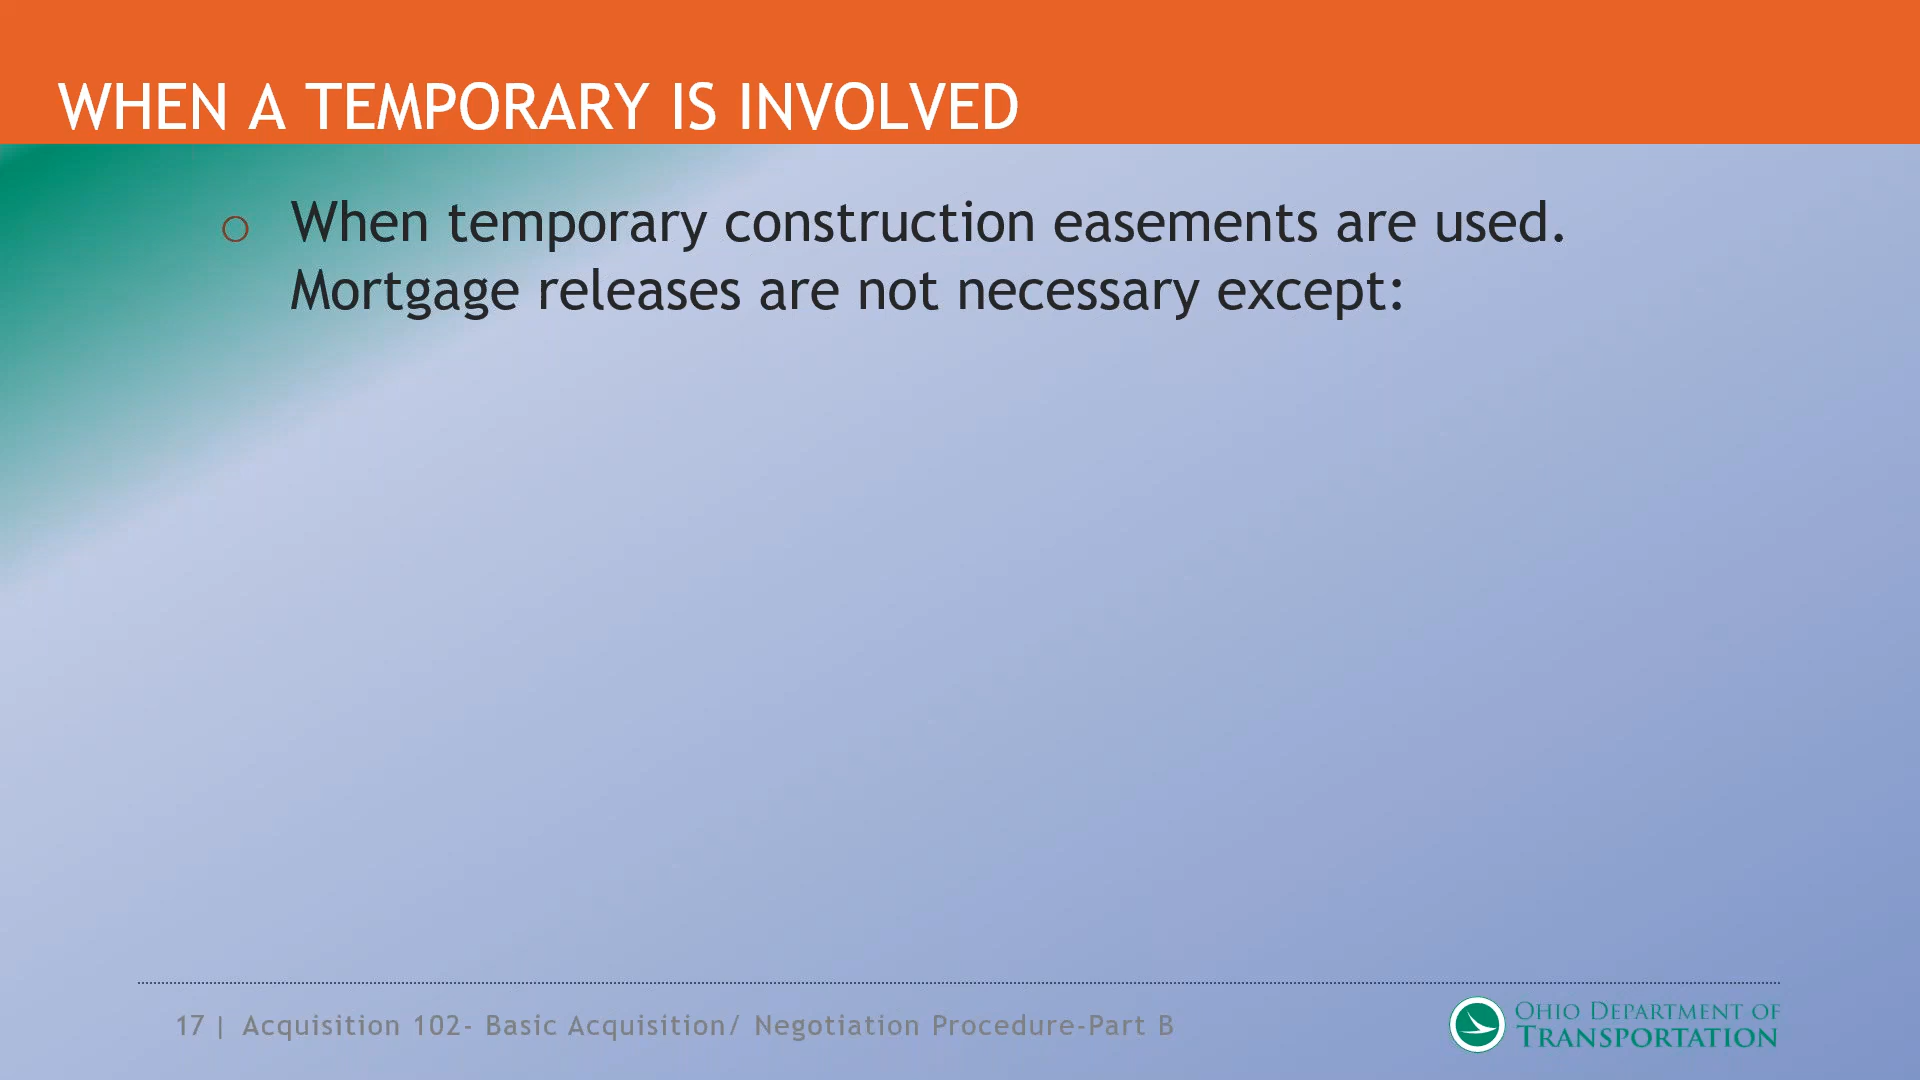 WHEN A TEMPORARY IS INVOLVED
○ When temporary construction easements are used.
Mortgage releases are not necessary except:
17 | Acquisition 102- Basic Acquisition/ Negotiation Procedure-Part B
OHIO DEPARTMENT OF
TRANSPORTATION